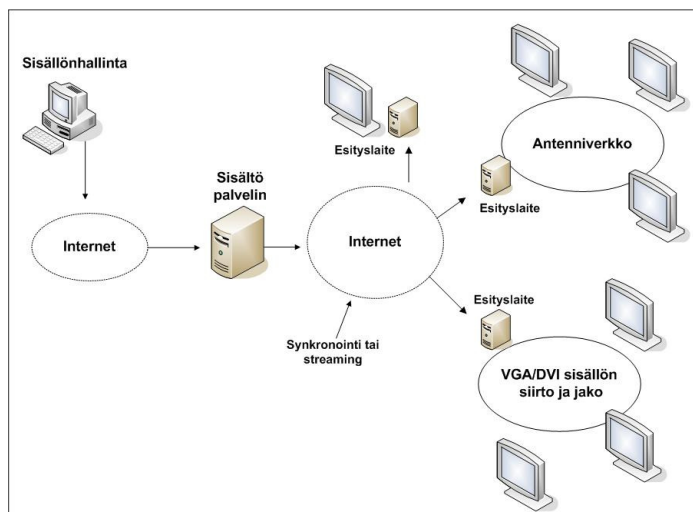 Sisällönhallinta
Internet
Sisältö
palvelin
Internet
Synkronointi tai
streaming
Esityslaite
Antenniverkko
Esityslaite
Esityslaite
VGA/DVI sisällön
siirto ja jako